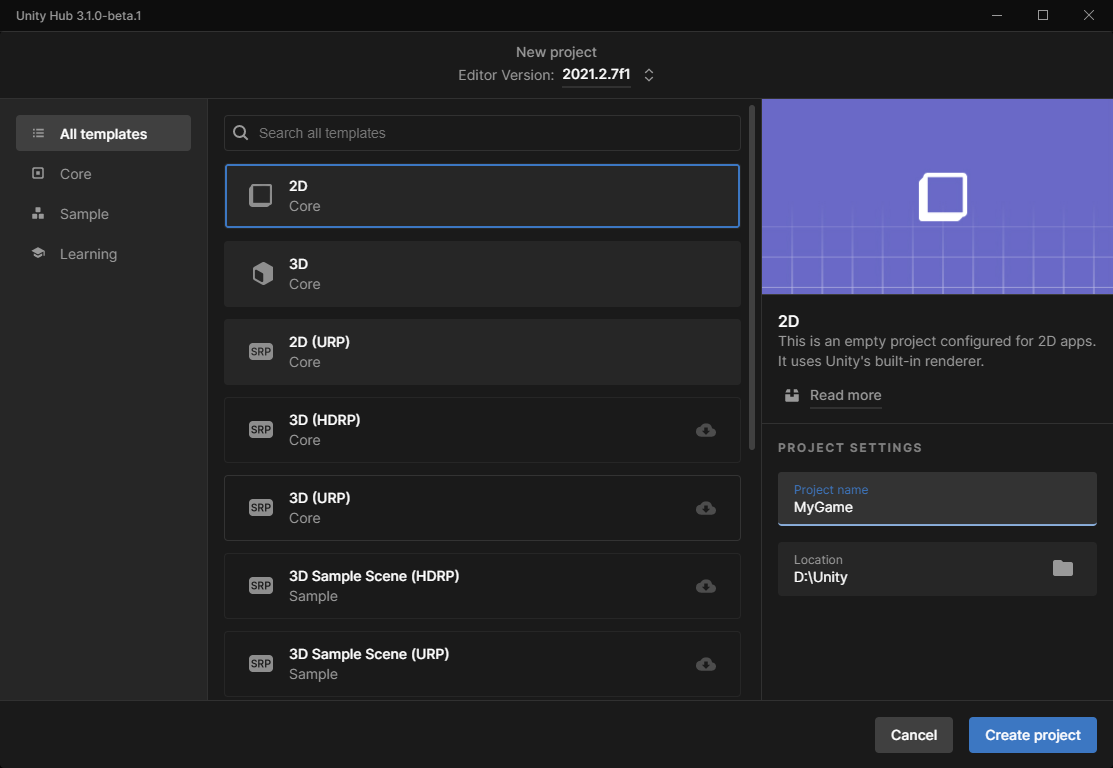 Unity Hub 3.1.0-beta.1
New project
Editor Version: 2021.2.7f1
All templates
Core
Sample
Learning
Search all templates
2D
Core
3D
Core
SRP
2D (URP)
Core
SRP
3D (HDRP)
Core
SRP
3D (URP)
Core
SRP
3D Sample Scene (HDRP)
Sample
SRP
3D Sample Scene (URP)
Sample
2D
This is an empty project configured for 2D apps.
It uses Unity's built-in renderer.
Read more
PROJECT SETTINGS
Project name
MyGame
Location
D:\Unity
Cancel
Create project